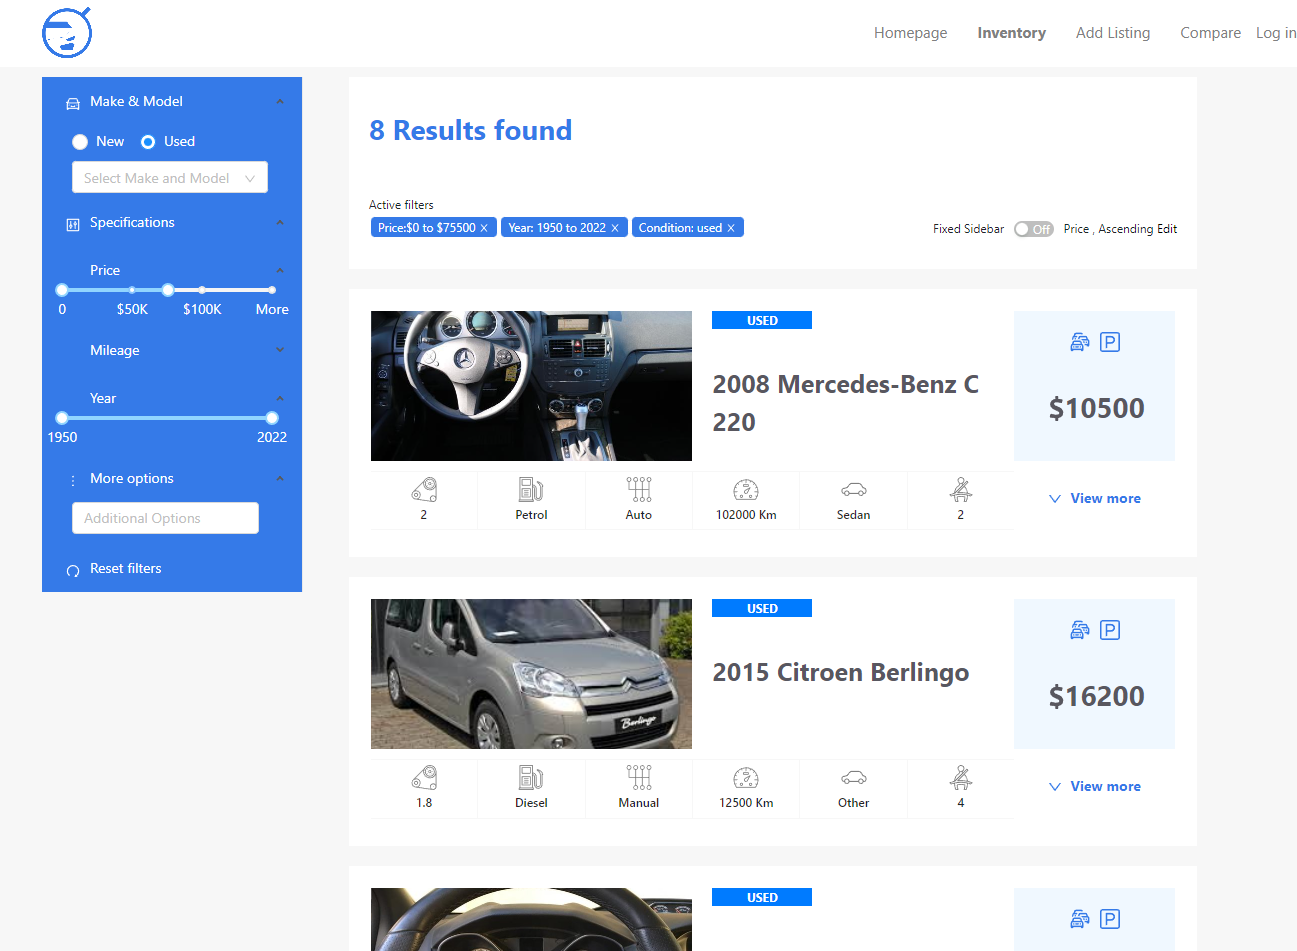 Homepage
Inventory
Add Listing
Compare
Log in
Make & Model
New
Used
Select Make and Model
Specifications
Price
0
$50K
$100K
More
Mileage
Year
1950
2022
More options
Additional Options
Reset filters
8 Results found
Active filters
Price:$0 to $75500
Year: 1950 to 2022
Condition: used
Fixed Sidebar
Off
Price , Ascending Edit
USED
2008 Mercedes-Benz C
220
P
$10500
2
Petrol
Auto
102000 Km
Sedan
2
View more
USED
2015 Citroen Berlingo
Berlingo
P
$16200
1.8
Diesel
Manual
12500 Km
Other
4
View more
USED
P